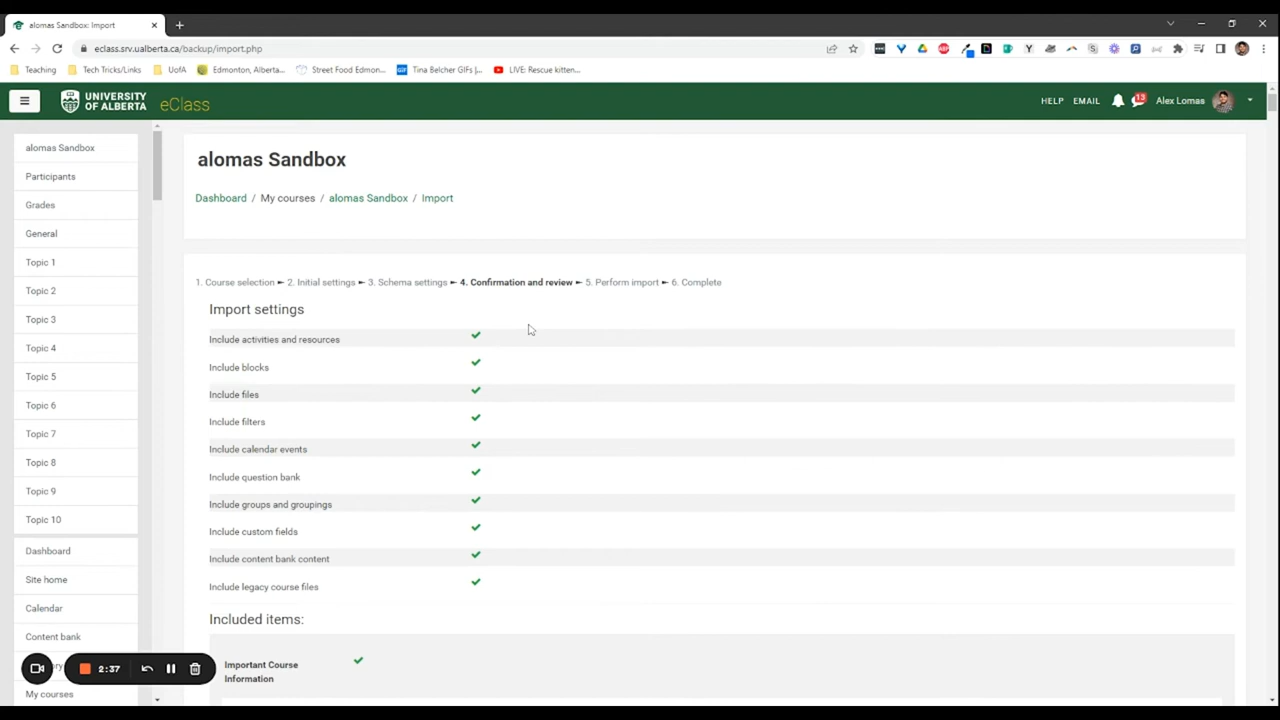 alomas Sandbox: Import
eclass.srv.ualberta.ca/backup/import.php
Teaching
Tech Tricks/Links
UofA
Edmonton, Alberta...
Street Food Edmon...
Tina Belcher GIFs |...
LIVE: Rescue kitten...
UNIVERSITY
OF ALBERTA
eClass
HELP
EMAIL
13
Alex Lomas
alomas Sandbox
Participants
Grades
General
Topic 1
Topic 2
Topic 3
Topic 4
Topic 5
Topic 6
Topic 7
Topic 8
Topic 9
Topic 10
Dashboard
Site home
Calendar
Content bank
My courses
2:37
alomas Sandbox
Dashboard / My courses / alomas Sandbox / Import
1. Course selection ► 2. Initial settings ► 3. Schema settings ► 4. Confirmation and review ► 5. Perform import ► 6. Complete
Import settings
Include activities and resources
Include blocks
Include files
Include filters
Include calendar events
Include question bank
Include groups and groupings
Include custom fields
Include content bank content
Include legacy course files
Included items:
Important Course
Information